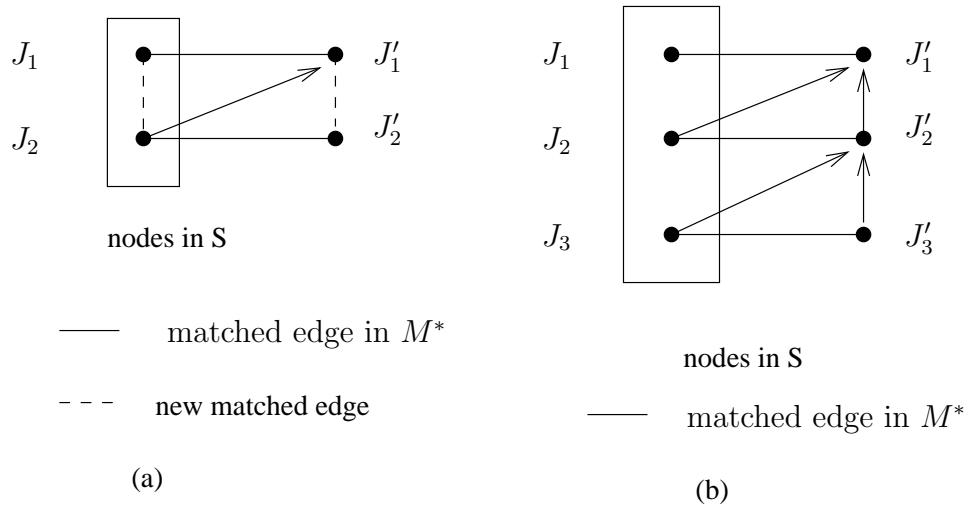 J₁ J′₁
J₂ J′₂
nodes in S
matched edge in M*
new matched edge
(a)
J₁ J′₁
J₂ J′₂
J₃ J′₃
nodes in S
matched edge in M*
(b)